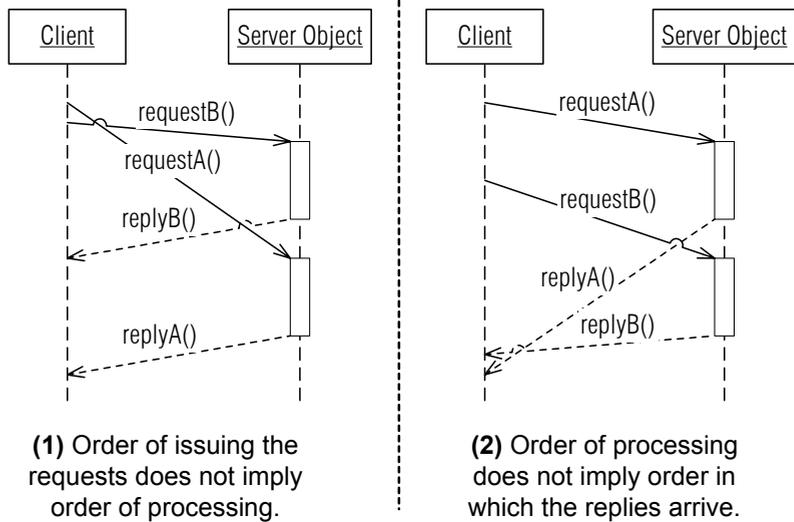 Client
Server Object
requestB()
requestA()
replyB()
replyA()
(1) Order of issuing the
requests does not imply
order of processing.
Client
Server Object
requestA()
requestB()
replyA()
replyB()
(2) Order of processing
does not imply order in
which the replies arrive.